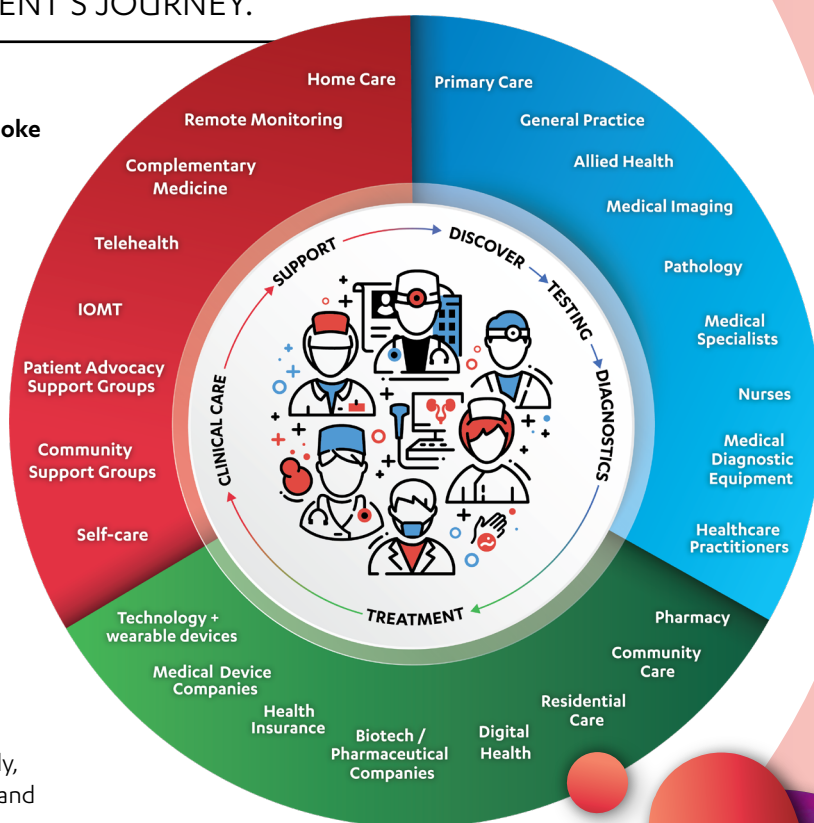 ENT'S JOURNEY.
oke
Home Care
Remote Monitoring
Complementary
Medicine
Telehealth
IOMT
Patient Advocacy
Support Groups
Community
Support Groups
Self-care
Primary Care
General Practice
Allied Health
Medical Imaging
Pathology
Medical
Specialists
Nurses
Medical
Diagnostic
Equipment
Healthcare
Practitioners
Pharmacy
Community
Care
Residential
Care
Digital
Health
Biotech /
Pharmaceutical
Companies
Health
Insurance
Medical Device
Companies
Technology +
wearable devices
SUPPORT
DISCOVER
TESTING
DIAGNOSTICS
TREATMENT
CLINICAL CARE
ly,
and